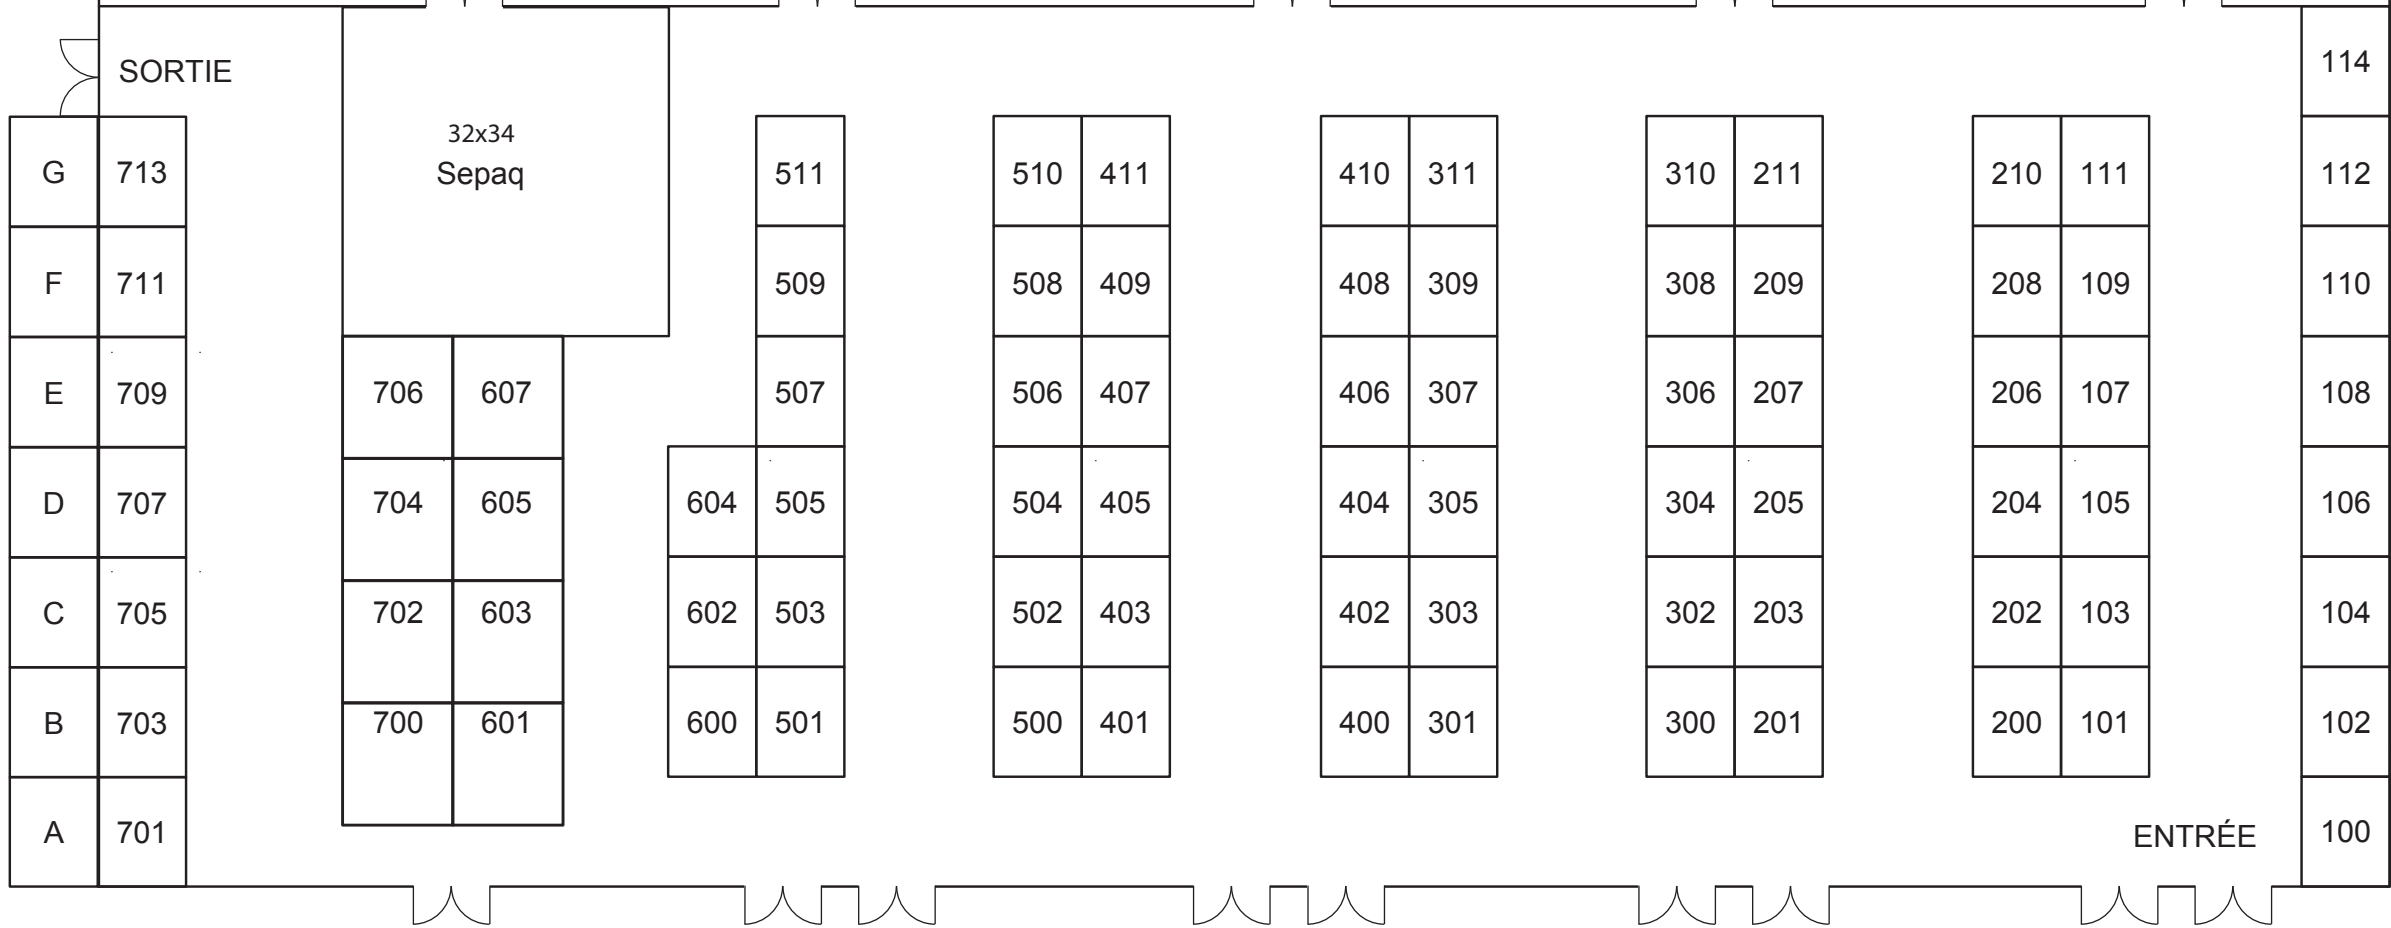 SORTIE
114
32x34
Sepaq
G 713 511 510 411 410 311 310 211 210 111 112
F 711 509 508 409 408 309 308 209 208 109 110
E 709 706 607 507 506 407 406 307 306 207 206 107 108
D 707 704 605 604 505 504 405 404 305 304 205 204 105 106
C 705 702 603 602 503 502 403 402 303 302 203 202 103 104
B 703 700 601 600 501 500 401 400 301 300 201 200 101 102
A 701 ENTRÉE 100